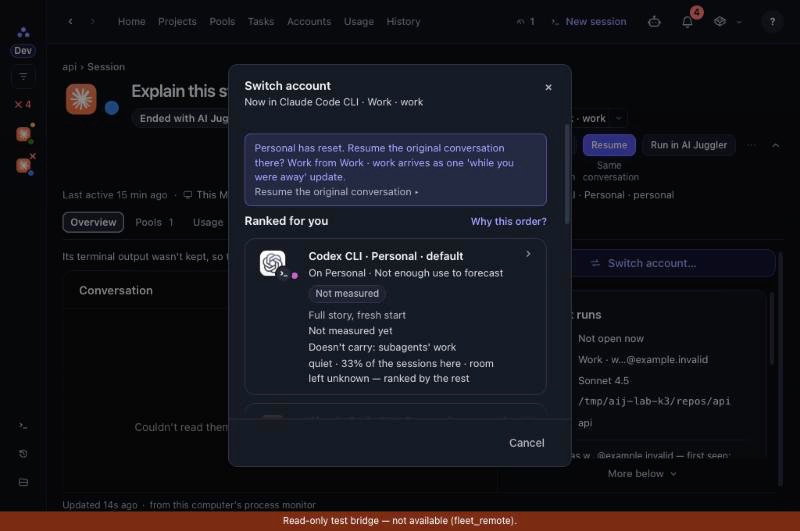 Home Projects Pools Tasks Accounts Usage History 1 New session 4 ?
Dev
api › Session
4
Explain this s
Ended with AI Jugg
· work
Resume
Run in AI Juggler
Same
conversation
Last active 15 min ago · This M
· Personal · personal
Overview Pools 1 Usage
Its terminal output wasn't kept, so t
Conversation
Couldn't read them
Updated 14s ago · from this computer's process monitor
Switch account
Now in Claude Code CLI · Work · work
Personal has reset. Resume the original conversation
there? Work from Work · work arrives as one 'while you
were away' update.
Resume the original conversation
Ranked for you
Why this order?
Codex CLI · Personal · default
On Personal · Not enough use to forecast
Not measured
Full story, fresh start
Not measured yet
Doesn't carry: subagents' work
quiet · 33% of the sessions here · room
left unknown — ranked by the rest
Cancel
Switch account...
runs
Not open now
Work · w...@example.invalid
Sonnet 4.5
/tmp/aij-lab-k3/repos/api
api
as w...@example.invalid — first seen:
More below
Read-only test bridge — not available (fleet_remote).